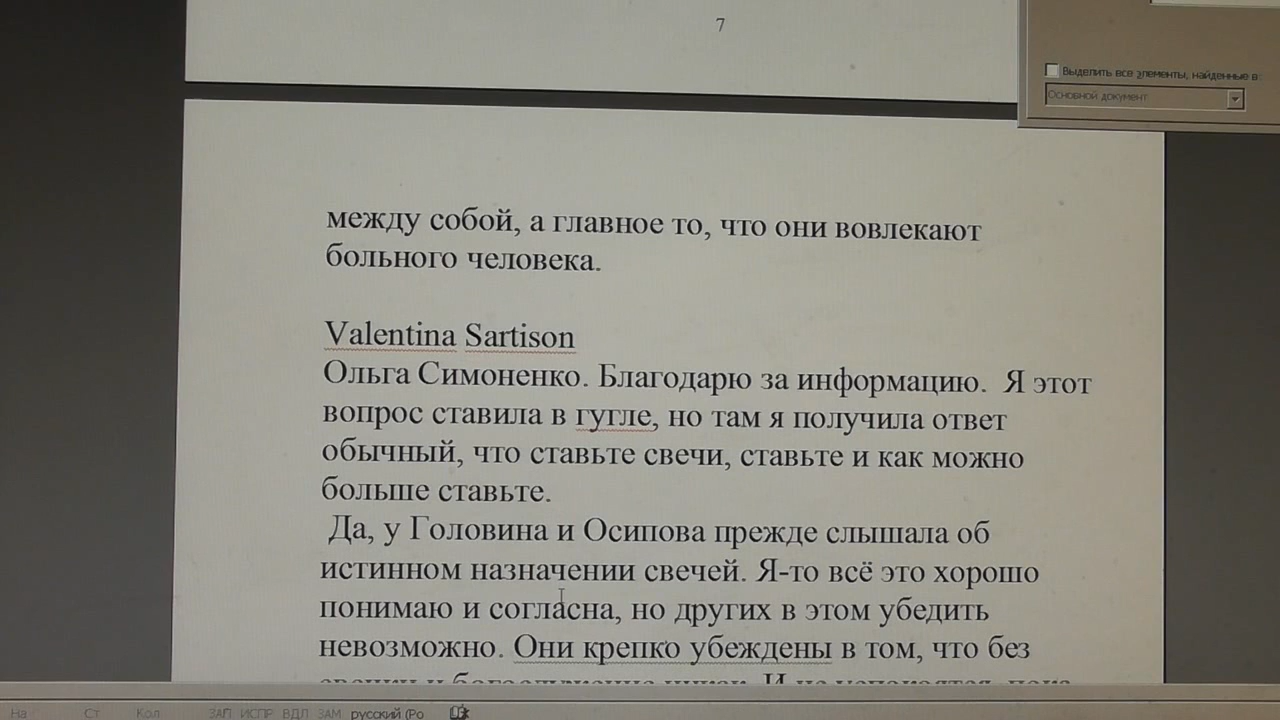 7
Выделить все элементы, найденные в:
Основной документ
между собой, а главное то, что они вовлекают
больного человека.
Valentina Sartison
Ольга Симоненко. Благодарю за информацию. Я этот
вопрос ставила в гугле, но там я получила ответ
обычный, что ставьте свечи, ставьте и как можно
больше ставьте.
Да, у Головина и Осипова прежде слышала об
истинном назначении свечей. Я-то всё это хорошо
понимаю и согласна, но других в этом убедить
невозможно. Они крепко убеждены в том, что без
На Ст Кол ЗАП ИСПР ВДЛ ЗАМ русский (Ро